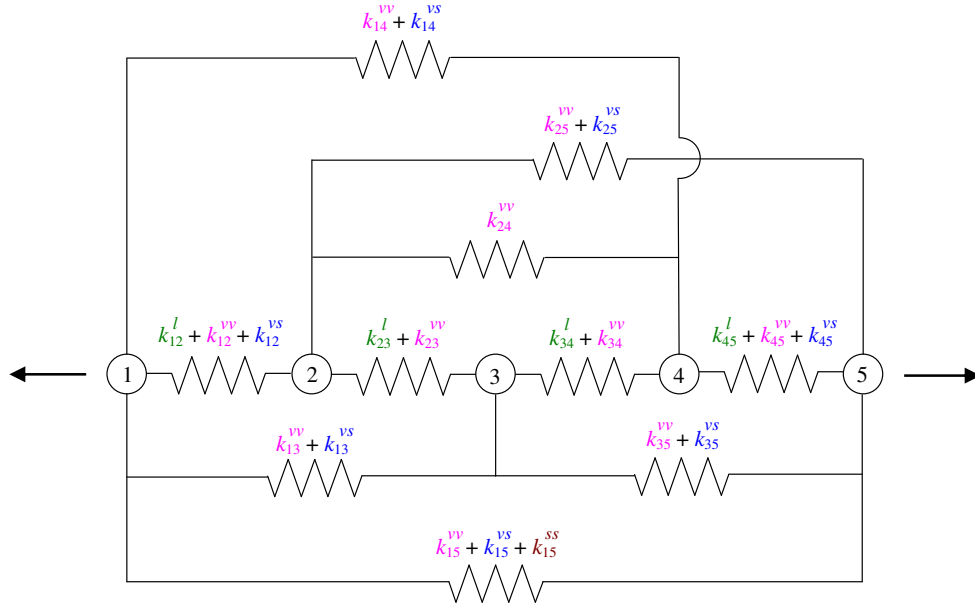 k₁₄^vv + k₁₄^vs
k₂₅^vv + k₂₅^vs
k₂₄^vv
k₁₂^l + k₁₂^vv + k₁₂^vs k₂₃^l + k₂₃^vv k₃₄^l + k₃₄^vv k₄₅^l + k₄₅^vv + k₄₅^vs
1 2 3 4 5
k₁₃^vv + k₁₃^vs k₃₅^vv + k₃₅^vs
k₁₅^vv + k₁₅^vs + k₁₅^ss